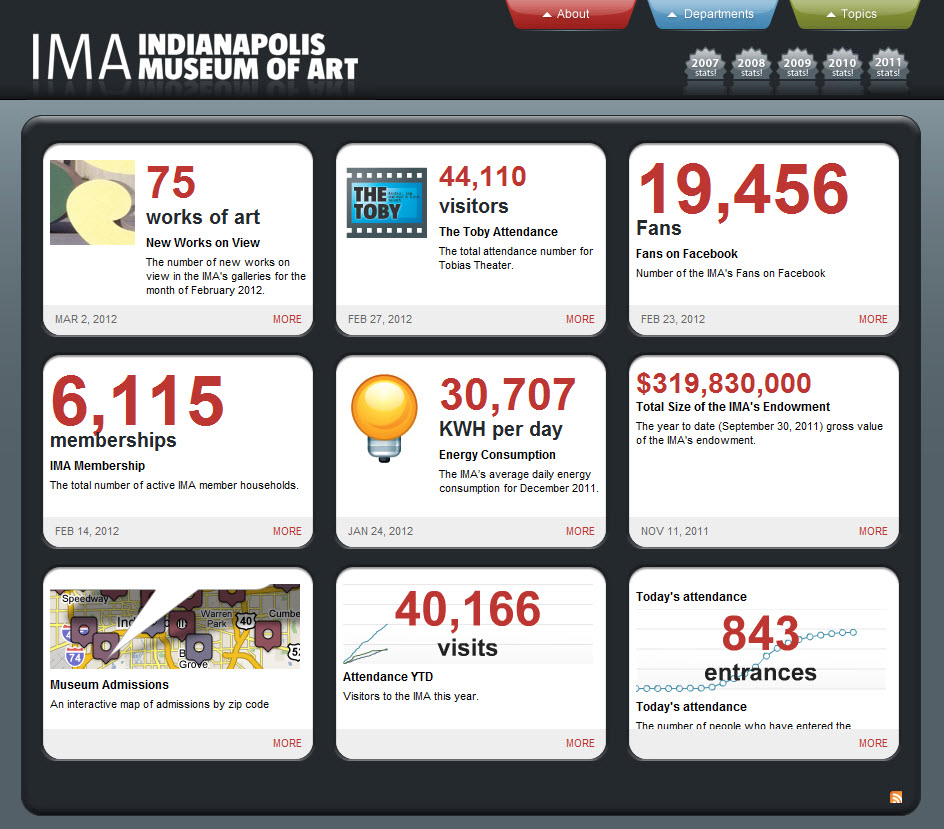 About
Departments
Topics
IMA INDIANAPOLIS
MUSEUM OF ART
2007
stats!
2008
stats!
2009
stats!
2010
stats!
2011
stats!
75
works of art
New Works on View
The number of new works on
view in the IMA's galleries for the
month of February 2012.
MAR 2, 2012
MORE
THE
TOBY
44,110
visitors
The Toby Attendance
The total attendance number for
Tobias Theater.
FEB 27, 2012
MORE
19,456
Fans
Fans on Facebook
Number of the IMA's Fans on Facebook
FEB 23, 2012
MORE
6,115
memberships
IMA Membership
The total number of active IMA member households.
FEB 14, 2012
MORE
30,707
KWH per day
Energy Consumption
The IMA's average daily energy
consumption for December 2011.
JAN 24, 2012
MORE
$319,830,000
Total Size of the IMA's Endowment
The year to date (September 30, 2011) gross value
of the IMA's endowment.
NOV 11, 2011
MORE
Speedway
Warren
Park
40
Cumbe
74
Grove
Museum Admissions
An interactive map of admissions by zip code
MORE
40,166
visits
Attendance YTD
Visitors to the IMA this year.
MORE
Today's attendance
843
entrances
Today's attendance
The number of people who have entered the
MORE